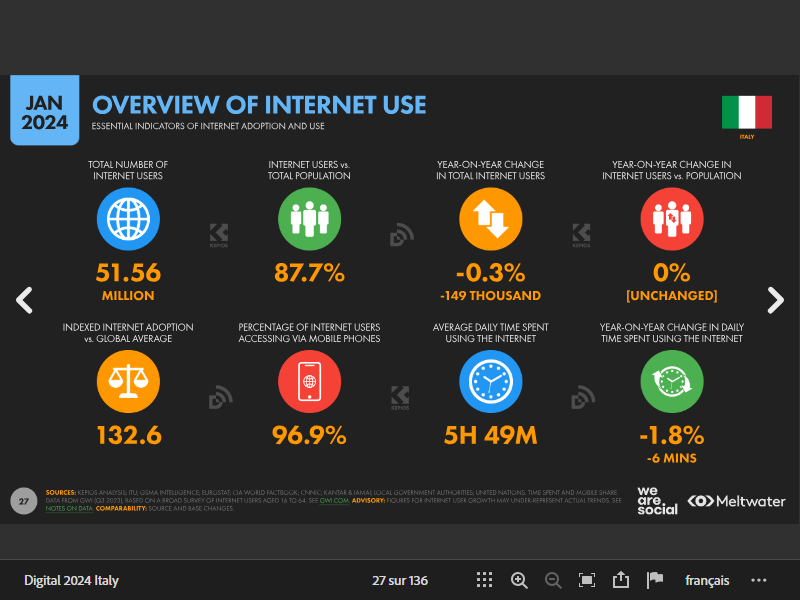 JAN
2024
OVERVIEW OF INTERNET USE
ESSENTIAL INDICATORS OF INTERNET ADOPTION AND USE
ITALY
TOTAL NUMBER OF
INTERNET USERS
51.56
MILLION
INTERNET USERS vs.
TOTAL POPULATION
87.7%
YEAR-ON-YEAR CHANGE
IN TOTAL INTERNET USERS
-0.3%
-149 THOUSAND
YEAR-ON-YEAR CHANGE IN
INTERNET USERS vs. POPULATION
0%
[UNCHANGED]
KEPIOS
KEPIOS
INDEXED INTERNET ADOPTION
vs. GLOBAL AVERAGE
132.6
PERCENTAGE OF INTERNET USERS
ACCESSING VIA MOBILE PHONES
96.9%
AVERAGE DAILY TIME SPENT
USING THE INTERNET
5H 49M
YEAR-ON-YEAR CHANGE IN DAILY
TIME SPENT USING THE INTERNET
-1.8%
-6 MINS
KEPIOS
27
SOURCES: KEPIOS ANALYSIS; ITU; GSMA INTELLIGENCE; EUROSTAT; CIA WORLD FACTBOOK; CNNIC; KANTAR & IAMAI; LOCAL GOVERNMENT AUTHORITIES; UNITED NATIONS. TIME SPENT AND MOBILE SHARE
DATA FROM GWI (Q3 2023), BASED ON A BROAD SURVEY OF INTERNET USERS AGED 16 TO 64. SEE GWI.COM. ADVISORY: FIGURES FOR INTERNET USER GROWTH MAY UNDER-REPRESENT ACTUAL TRENDS. SEE
NOTES ON DATA. COMPARABILITY: SOURCE AND BASE CHANGES.
we
are.
social
Meltwater
Digital 2024 Italy
27 sur 136
français